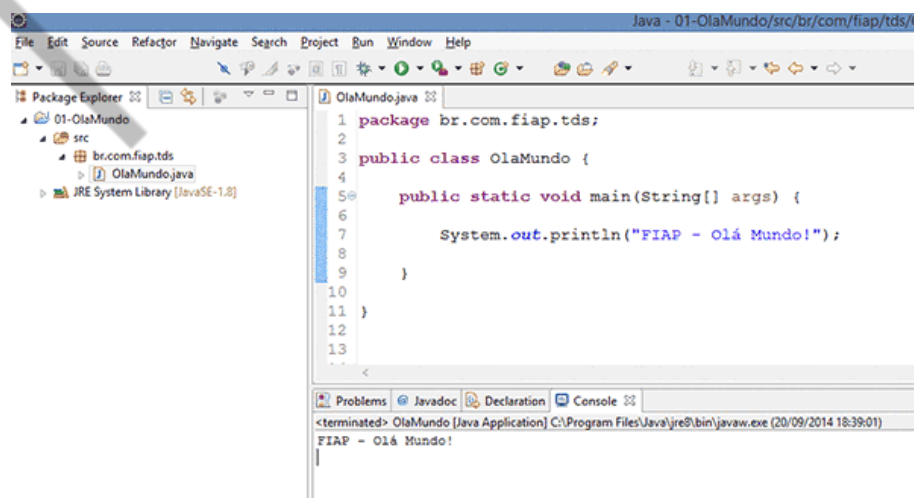 Java - 01-OlaMundo/src/br/com/fiap/tds/
File Edit Source Refactor Navigate Search Project Run Window Help
Package Explorer
01-OlaMundo
src
br.com.fiap.tds
OlaMundo.java
JRE System Library [JavaSE-1.8]
OlaMundo.java
1 package br.com.fiap.tds;
2
3 public class OlaMundo {
4
5 public static void main(String[] args) {
6
7 System.out.println("FIAP - Olá Mundo!");
8
9 }
10
11 }
12
13
Problems Javadoc Declaration Console
<terminated> OlaMundo [Java Application] C:\Program Files\Java\jre8\bin\javaw.exe (20/09/2014 18:39:01)
FIAP - Olá Mundo!